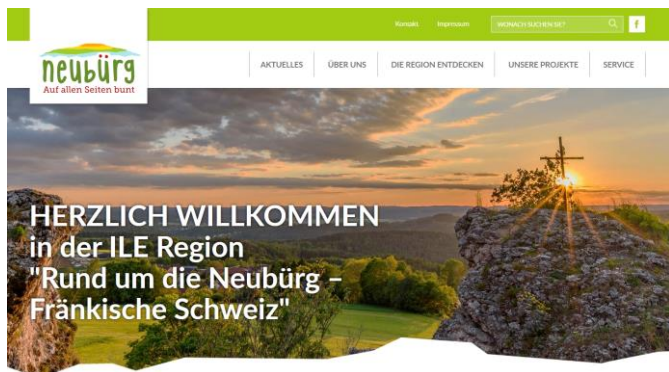 Kontakt Impressum WONACH SUCHEN SIE? f
neubürg
Auf allen Seiten bunt
AKTUELLES ÜBER UNS DIE REGION ENTDECKEN UNSERE PROJEKTE SERVICE
HERZLICH WILLKOMMEN
in der ILE Region
"Rund um die Neubürg –
Fränkische Schweiz"